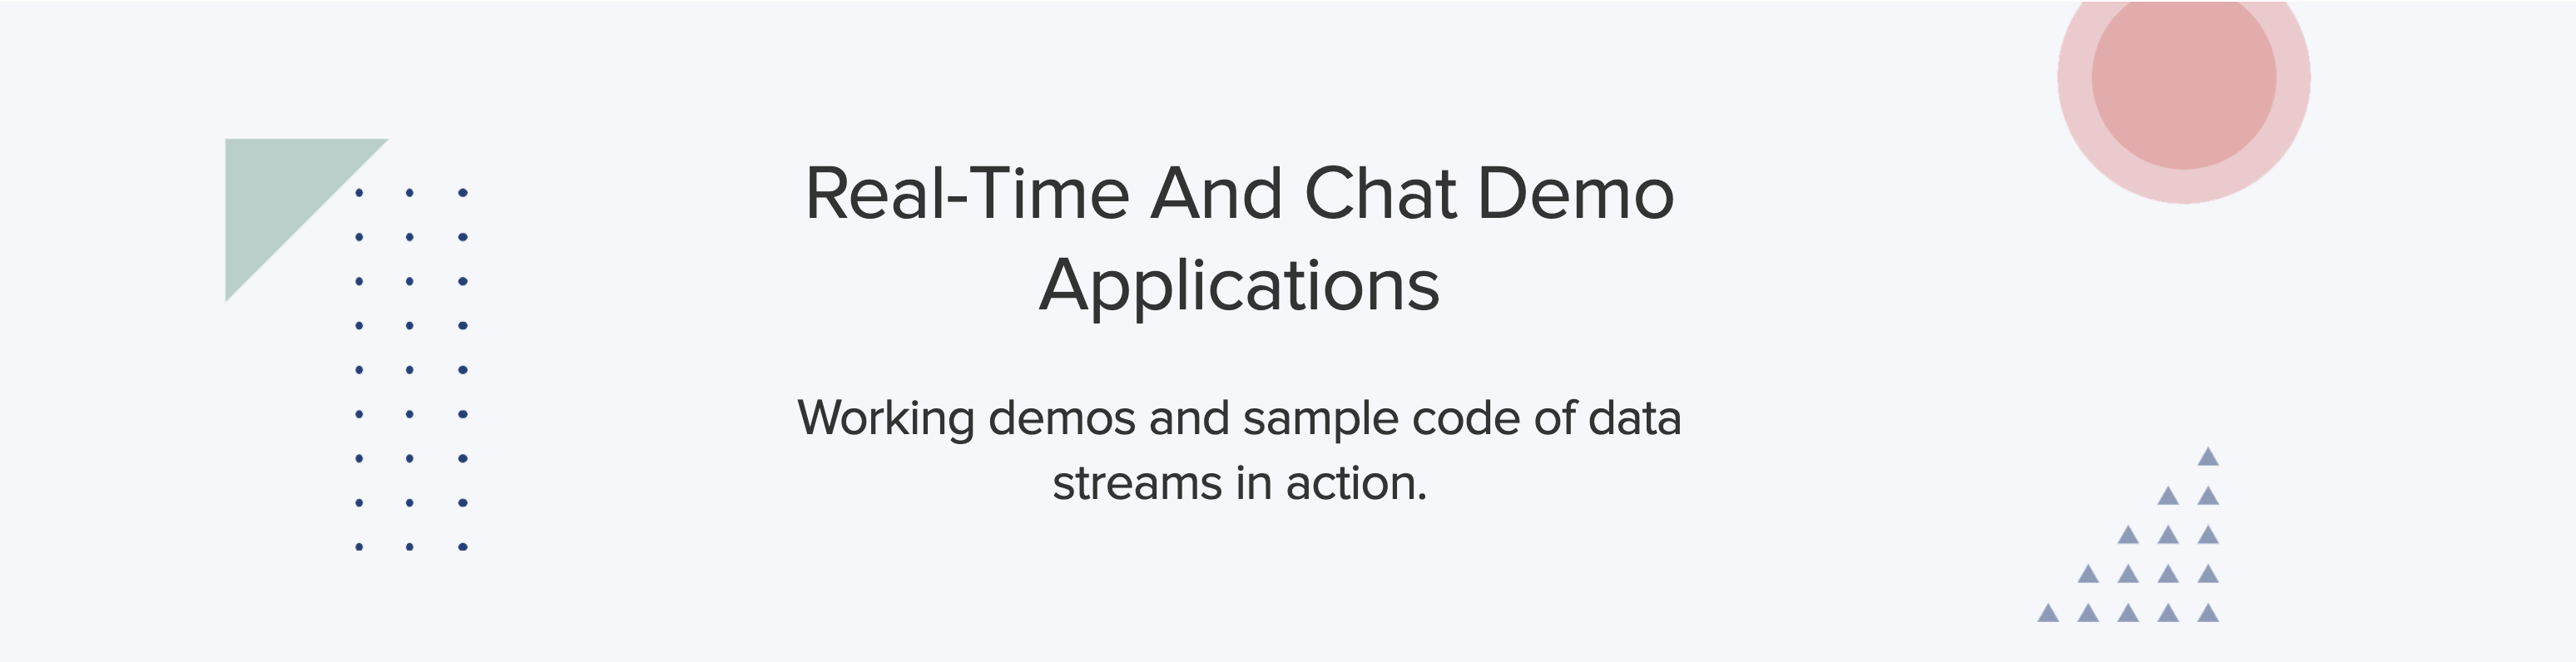 Real-Time And Chat Demo
Applications
Working demos and sample code of data
streams in action.